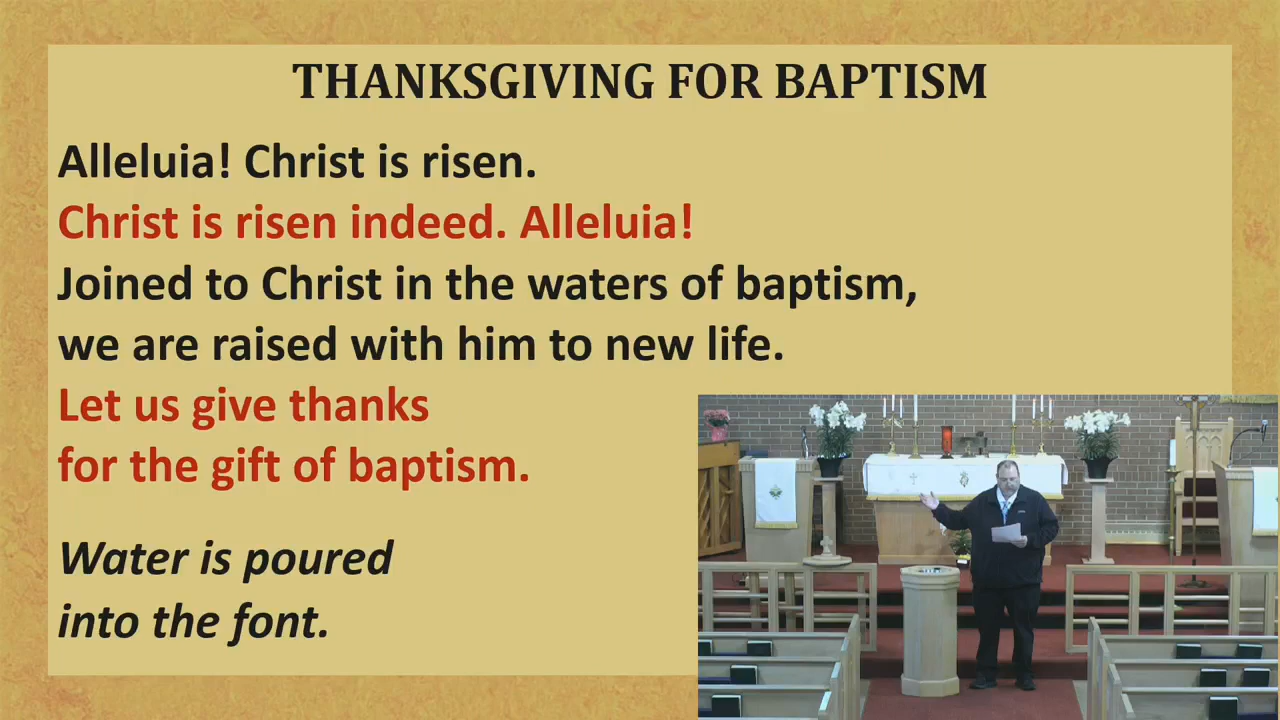 THANKSGIVING FOR BAPTISM
Alleluia! Christ is risen.
Christ is risen indeed. Alleluia!
Joined to Christ in the waters of baptism,
we are raised with him to new life.
Let us give thanks
for the gift of baptism.
Water is poured
into the font.